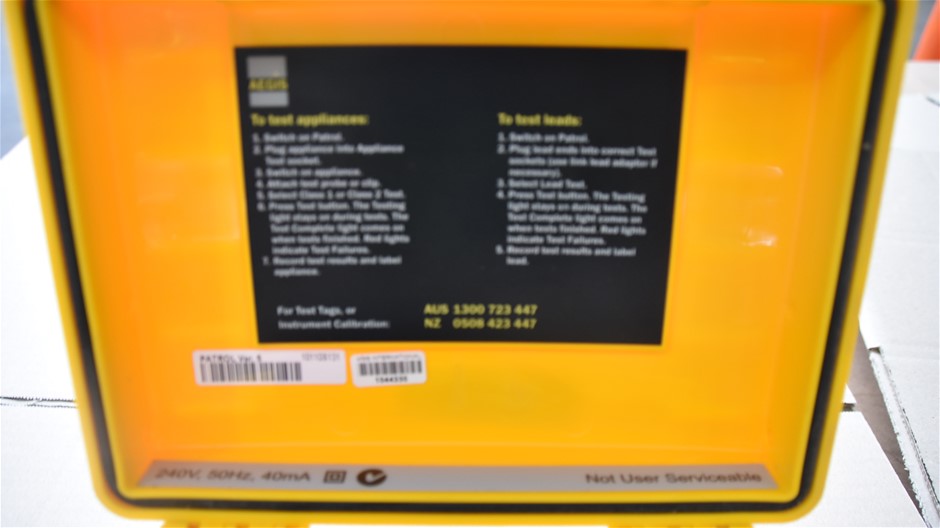 AEGIS
To test appliances:
1. Switch on Patrol.
2. Plug appliance into Appliance
Test socket.
3. Switch on appliance.
4. Attach test probe or clip.
5. Select Class 1 or Class 2 Test.
6. Press Test button. The Testing
light stays on during tests. The
Test Complete light comes on
when tests finished. Red lights
indicate Test Failures.
7. Record test results and label
appliance.
To test leads:
1. Switch on Patrol.
2. Plug lead ends into correct Test
sockets (use link lead adaptor if
necessary).
3. Select Lead Test.
4. Press Test button. The Testing
light stays on during tests. The
Test Complete light comes on
when tests finished. Red lights
indicate Test Failures.
5. Record test results and label
lead.
For Test Tags, or
Instrument Calibration:
AUS 1300 723 447
NZ 0508 423 447
PATROL Ver. 6
INTERNATIONAL
240V, 50Hz, 40mA
Not User Serviceable